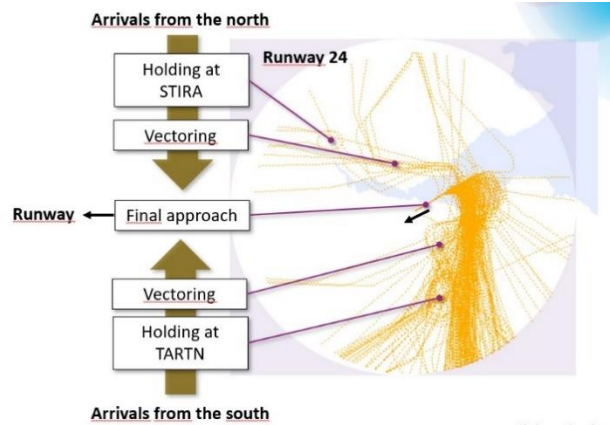 Arrivals from the north
Holding at
STIRA
Runway 24
Vectoring
Runway
Final approach
Vectoring
Holding at
TARTN
Arrivals from the south